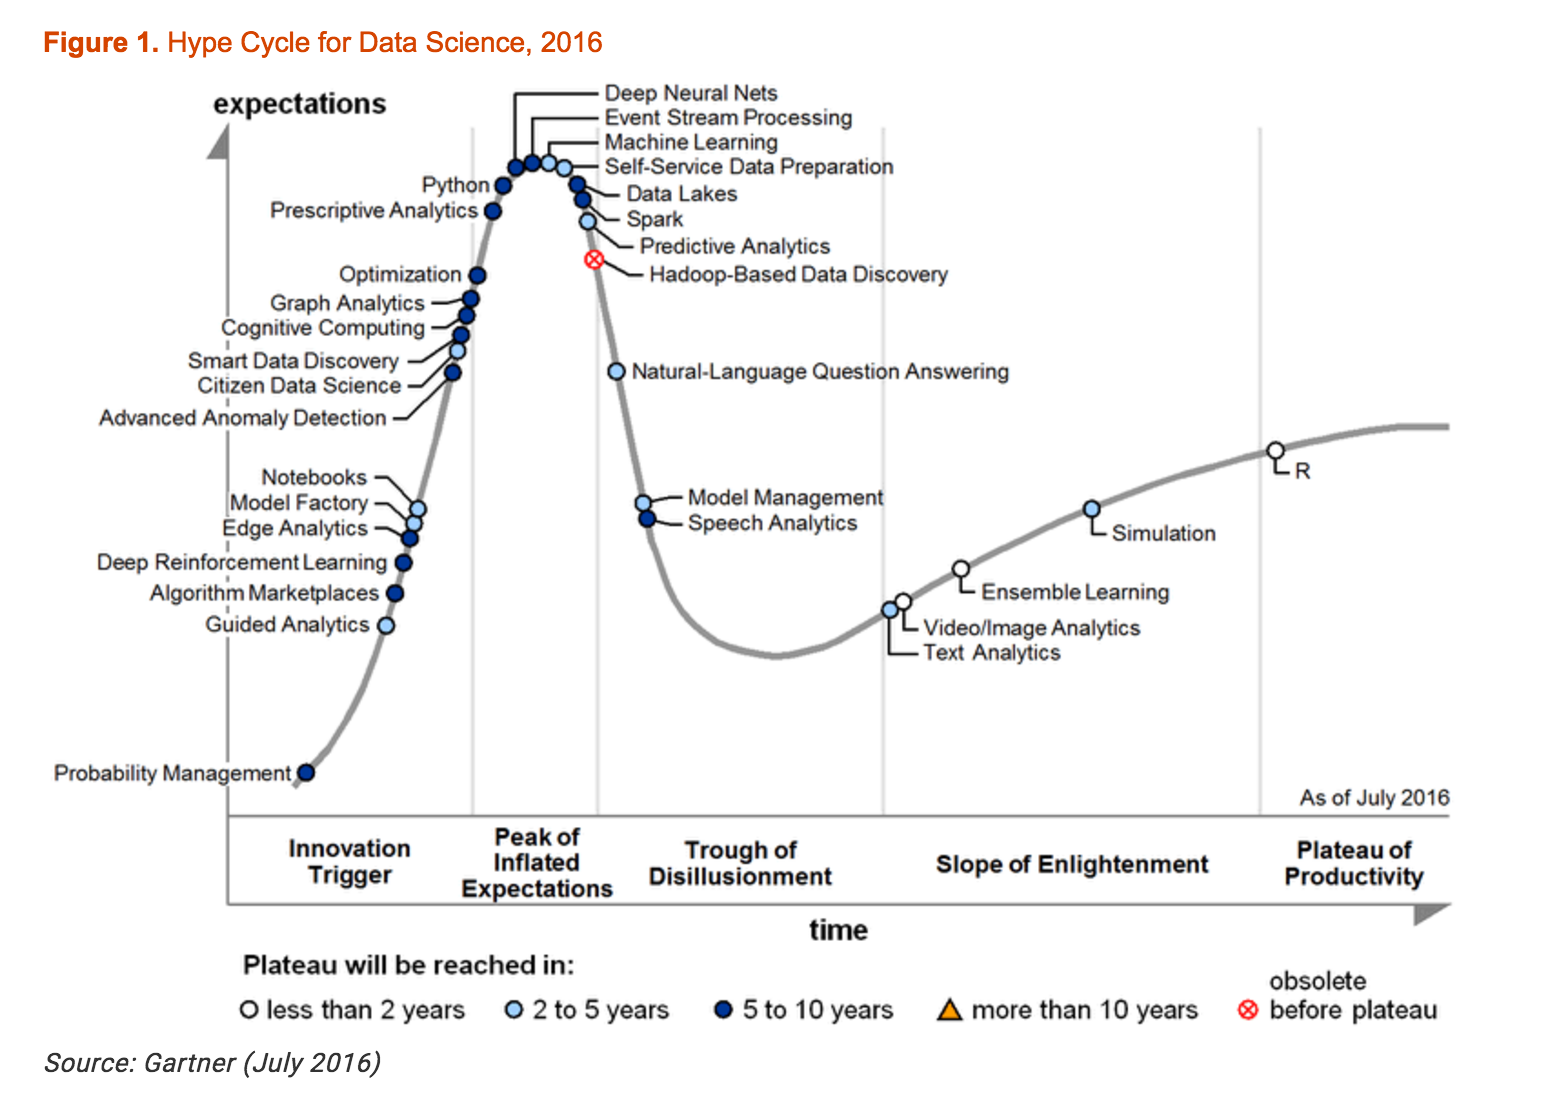 Figure 1. Hype Cycle for Data Science, 2016
expectations
Deep Neural Nets
Event Stream Processing
Machine Learning
Self-Service Data Preparation
Python
Data Lakes
Prescriptive Analytics
Spark
Predictive Analytics
Optimization
Hadoop-Based Data Discovery
Graph Analytics
Cognitive Computing
Smart Data Discovery
Natural-Language Question Answering
Citizen Data Science
Advanced Anomaly Detection
Notebooks
R
Model Factory
Model Management
Edge Analytics
Speech Analytics
Simulation
Deep Reinforcement Learning
Algorithm Marketplaces
Ensemble Learning
Guided Analytics
Video/Image Analytics
Text Analytics
Probability Management
As of July 2016
Innovation
Trigger
Peak of
Inflated
Expectations
Trough of
Disillusionment
Slope of Enlightenment
Plateau of
Productivity
time
Plateau will be reached in:
less than 2 years
2 to 5 years
5 to 10 years
more than 10 years
obsolete
before plateau
Source: Gartner (July 2016)